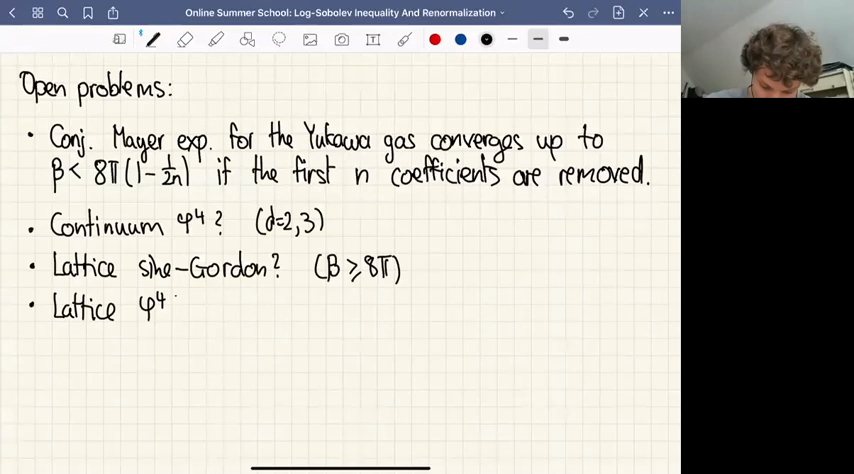 Online Summer School: Log-Sobolev Inequality And Renormalization
Open problems:
• Conj. Mayer exp. for the Yukawa gas converges up to
β < 8π(1 - 1/2n) if the first n coefficients are removed.
• Continuum φ⁴? (d=2,3)
• Lattice sine-Gordon? (β ⩾ 8π)
• Lattice φ⁴